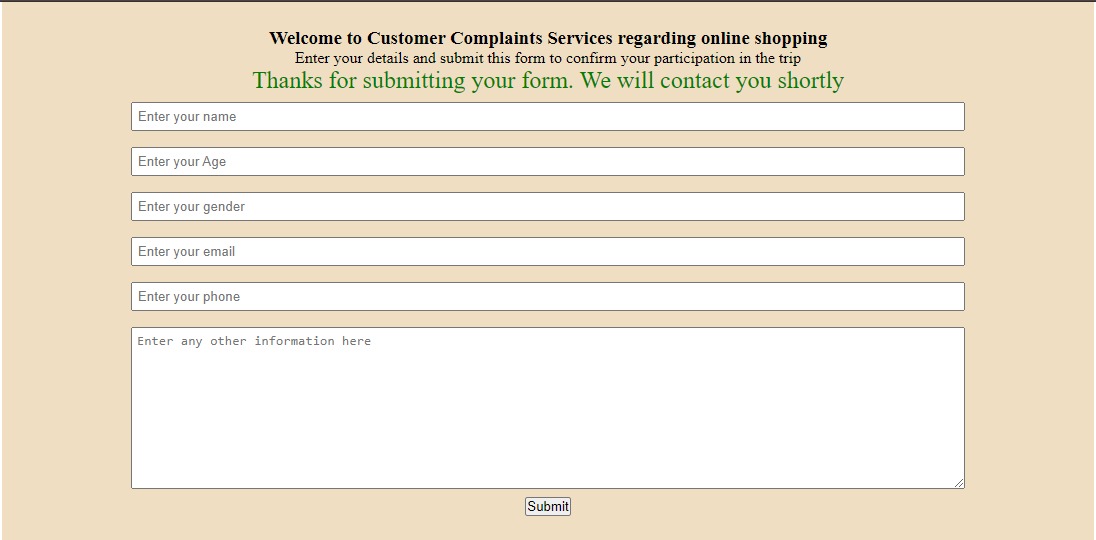 Welcome to Customer Complaints Services regarding online shopping
Enter your details and submit this form to confirm your participation in the trip
Thanks for submitting your form. We will contact you shortly
Enter your name
Enter your Age
Enter your gender
Enter your email
Enter your phone
Enter any other information here
Submit